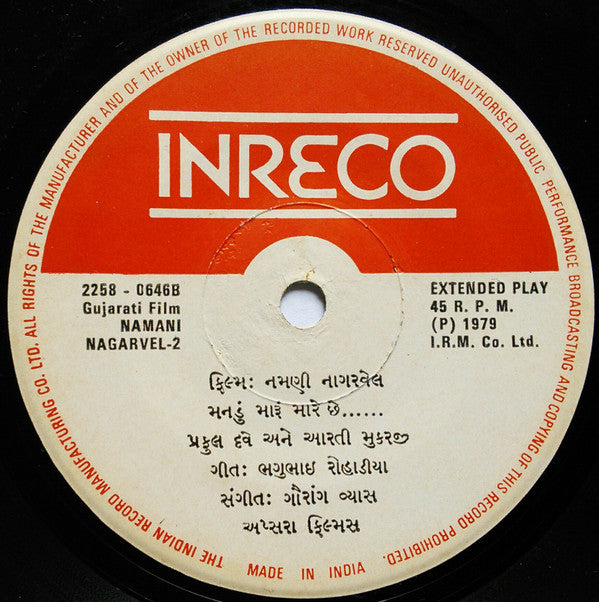 THE INDIAN RECORD MANUFACTURING CO. LTD. ALL RIGHTS OF THE MANUFACTURER AND OF THE OWNER OF THE RECORDED WORK RESERVED UNAUTHORISED PUBLIC PERFORMANCE BROADCASTING AND COPYING OF THIS RECORD PROHIBITED.
INRECO
2258 - 0646B
Gujarati Film
NAMANI
NAGARVEL-2
EXTENDED PLAY
45 R. P. M.
(P) 1979
I.R.M. Co. Ltd.
ફિલ્મ: નમણી નાગરવેલ
મનડું મારૂં મારે છે......
પ્રફુલ દવે અને આરતી મુકરજી
ગીત: ભગુભાઇ રોહાડીયા
સંગીત: ગૌરાંગ વ્યાસ
અપ્સરા ફિલ્મસ
MADE IN INDIA